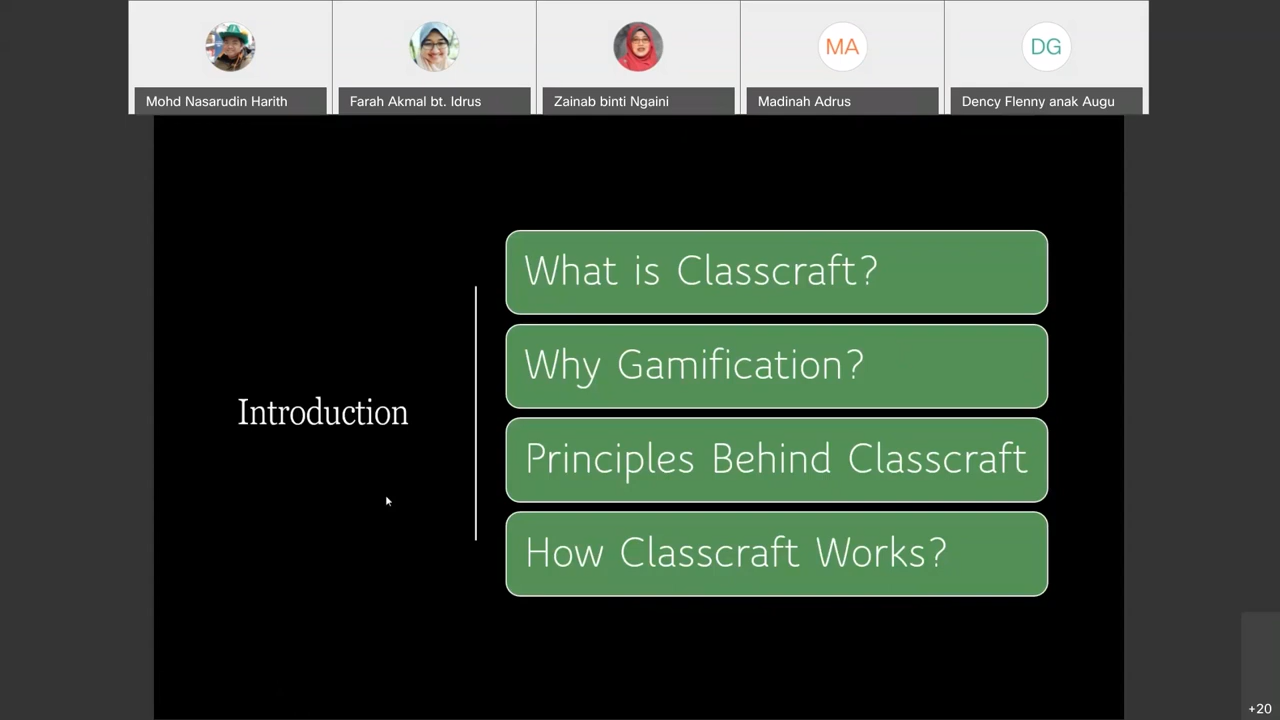 Mohd Nasarudin Harith
Farah Akmal bt. Idrus
Zainab binti Ngaini
MA
Madinah Adrus
DG
Dency Flenny anak Augu
Introduction
What is Classcraft?
Why Gamification?
Principles Behind Classcraft
How Classcraft Works?
+20